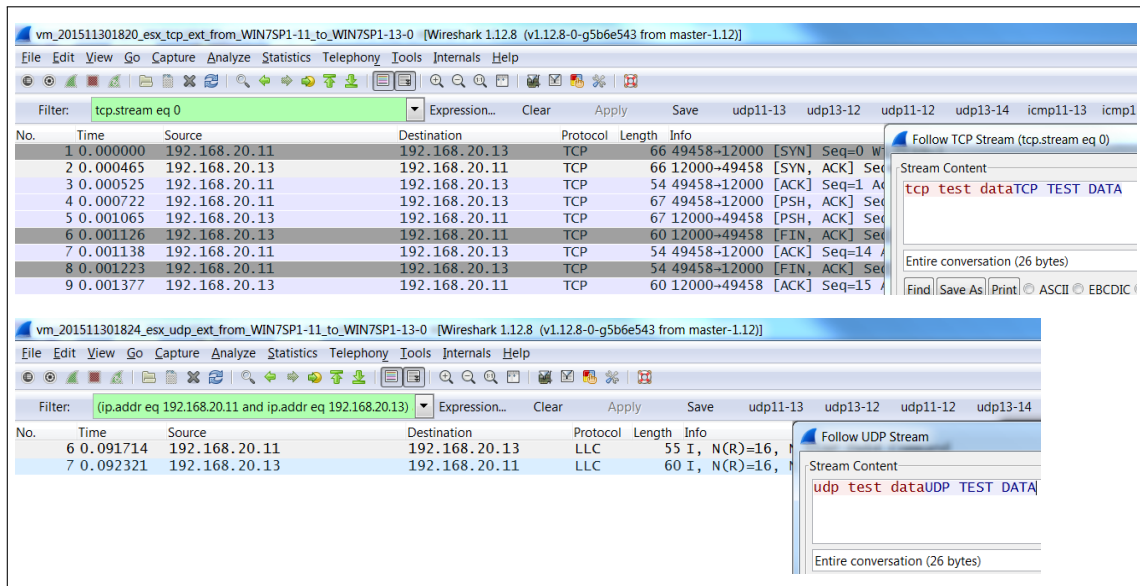 vm_201511301820_esx_tcp_ext_from_WIN7SP1-11_to_WIN7SP1-13-0 [Wireshark 1.12.8 (v1.12.8-0-g5b6e543 from master-1.12)]
File Edit View Go Capture Analyze Statistics Telephony Tools Internals Help
Filter: tcp.stream eq 0 Expression... Clear Apply Save udp11-13 udp13-12 udp11-12 udp13-14 icmp11-13 icmp1
No. Time Source Destination Protocol Length Info
1 0.000000 192.168.20.11 192.168.20.13 TCP 66 49458→12000 [SYN] Seq=0 W
2 0.000465 192.168.20.13 192.168.20.11 TCP 66 12000→49458 [SYN, ACK] Sec
3 0.000525 192.168.20.11 192.168.20.13 TCP 54 49458→12000 [ACK] Seq=1 Ac
4 0.000722 192.168.20.11 192.168.20.13 TCP 67 49458→12000 [PSH, ACK] Sec
5 0.001065 192.168.20.13 192.168.20.11 TCP 67 12000→49458 [PSH, ACK] Sec
6 0.001126 192.168.20.13 192.168.20.11 TCP 60 12000→49458 [FIN, ACK] Sec
7 0.001138 192.168.20.11 192.168.20.13 TCP 54 49458→12000 [ACK] Seq=14 A
8 0.001223 192.168.20.11 192.168.20.13 TCP 54 49458→12000 [FIN, ACK] Sec
9 0.001377 192.168.20.13 192.168.20.11 TCP 60 12000→49458 [ACK] Seq=15 A
Follow TCP Stream (tcp.stream eq 0)
Stream Content
tcp test dataTCP TEST DATA
Entire conversation (26 bytes)
Find Save As Print ASCII EBCDIC
vm_201511301824_esx_udp_ext_from_WIN7SP1-11_to_WIN7SP1-13-0 [Wireshark 1.12.8 (v1.12.8-0-g5b6e543 from master-1.12)]
File Edit View Go Capture Analyze Statistics Telephony Tools Internals Help
Filter: (ip.addr eq 192.168.20.11 and ip.addr eq 192.168.20.13) Expression... Clear Apply Save udp11-13 udp13-12 udp11-12 udp13-14
No. Time Source Destination Protocol Length Info
6 0.091714 192.168.20.11 192.168.20.13 LLC 55 I, N(R)=16,
7 0.092321 192.168.20.13 192.168.20.11 LLC 60 I, N(R)=16,
Follow UDP Stream
Stream Content
udp test dataUDP TEST DATA
Entire conversation (26 bytes)